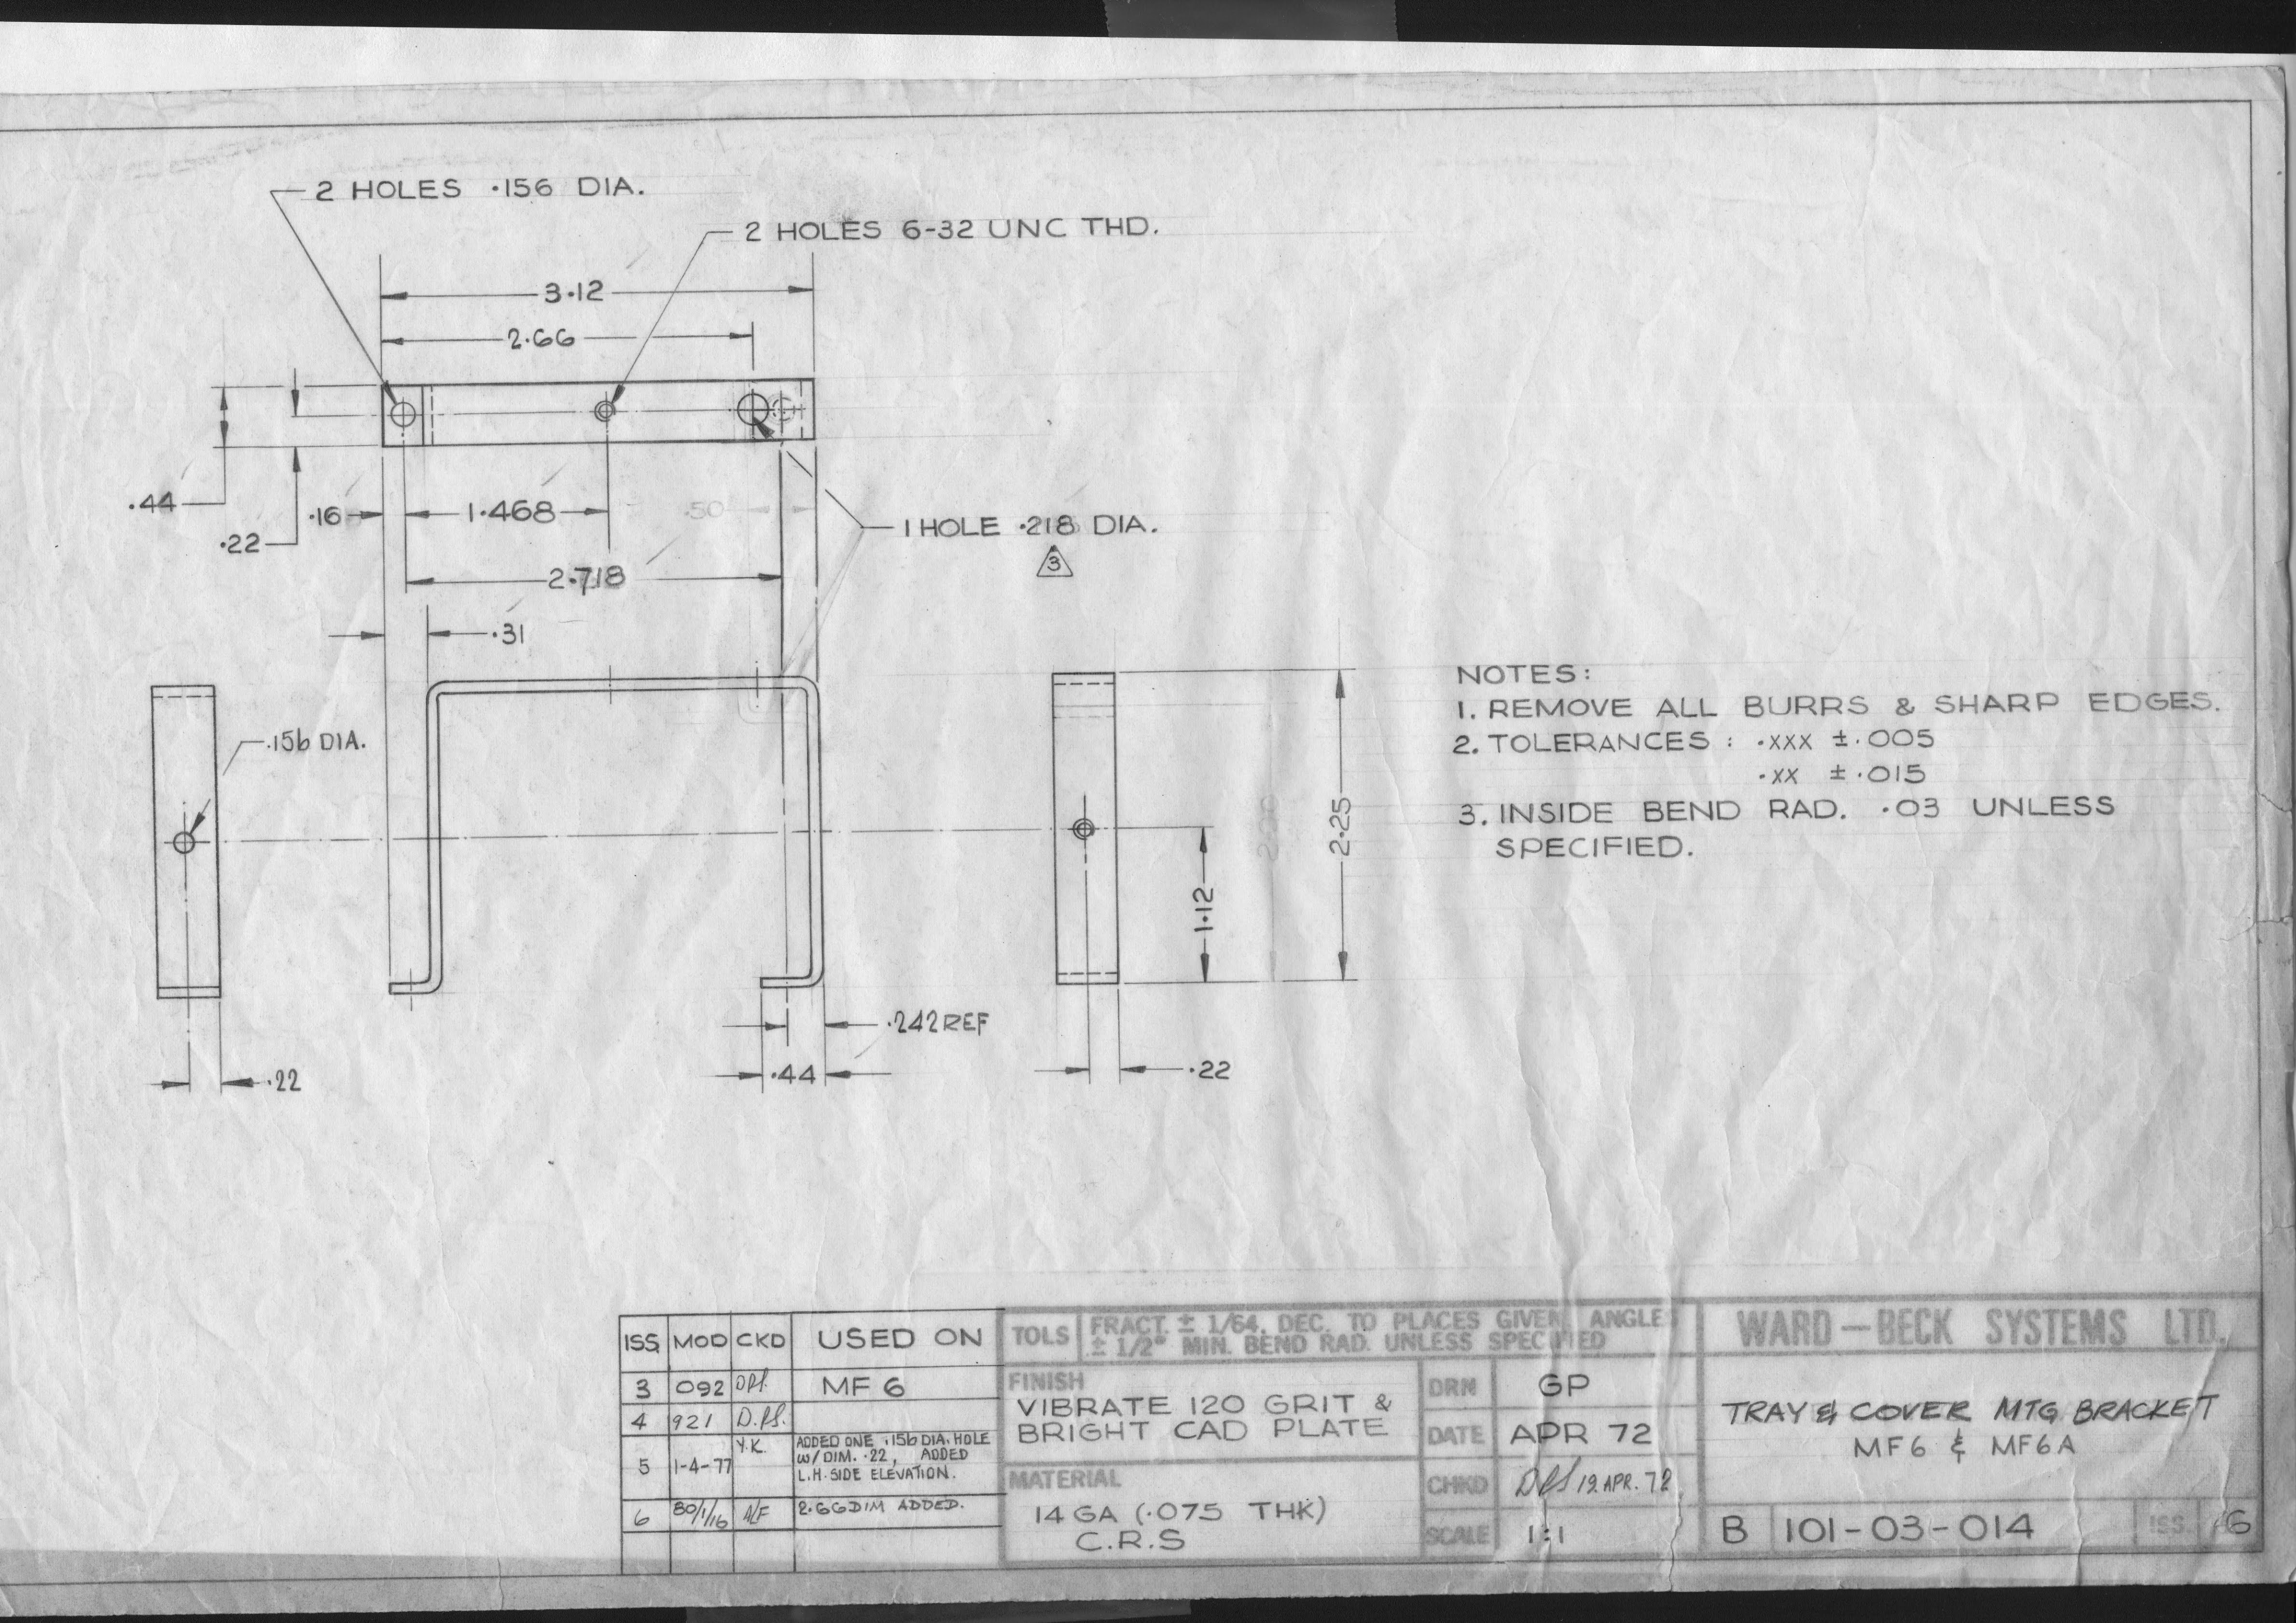 2 HOLES .156 DIA.
2 HOLES 6-32 UNC THD.
3.12
2.66
.44
.22
.16
1.468
.50
1 HOLE .218 DIA.
3
2.718
.31
.156 DIA.
2.25
1.12
.242 REF
.44
.22
.22
NOTES:
1. REMOVE ALL BURRS & SHARP EDGES.
2. TOLERANCES : .XXX ±.005
.XX ±.015
3. INSIDE BEND RAD. .03 UNLESS
SPECIFIED.
ISS MOD CKD USED ON
3 092 MF 6
4 921
5 1-4-77 Y.K. ADDED ONE .156 DIA. HOLE
W/DIM. .22, ADDED
L.H. SIDE ELEVATION.
6 80/1/16 2.66 DIM ADDED.
TOLS FRACT. ± 1/64. DEC. TO PLACES GIVEN ANGLES
± 1/2° MIN. BEND RAD. UNLESS SPECIFIED
FINISH
VIBRATE 120 GRIT &
BRIGHT CAD PLATE
MATERIAL
14 GA (.075 THK)
C.R.S
DRN GP
DATE APR 72
CHKD 12 APR. 72
SCALE 1:1
WARD-BECK SYSTEMS LTD.
TRAY & COVER MTG BRACKET
MF6 & MF6A
B 101-03-014 ISS. 6